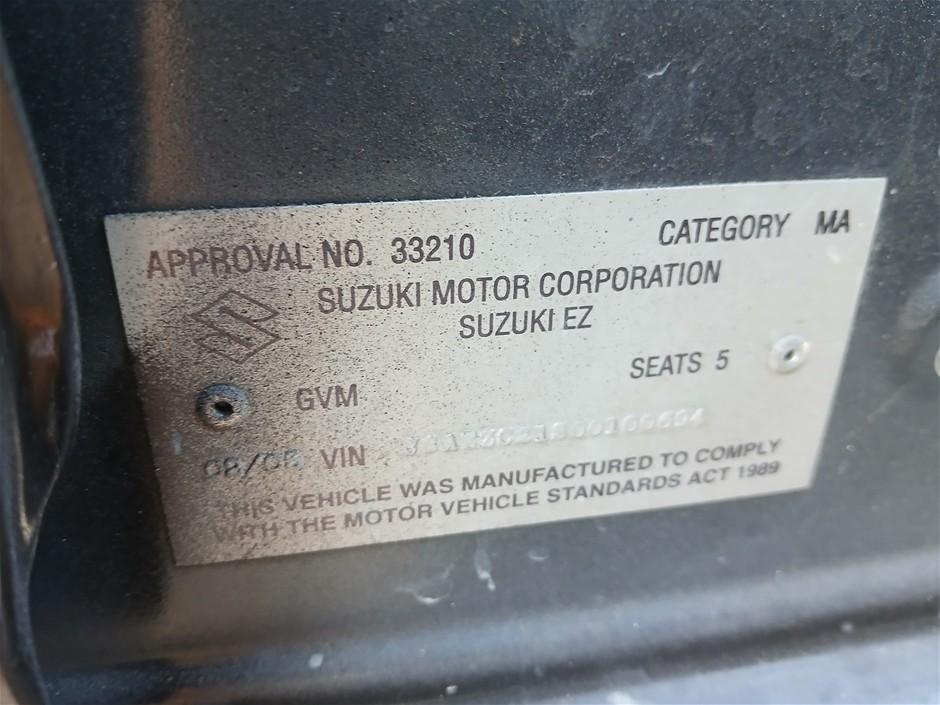 APPROVAL NO. 33210 CATEGORY MA
SUZUKI MOTOR CORPORATION
SUZUKI EZ
SEATS 5
GVM
VIN
THIS VEHICLE WAS MANUFACTURED TO COMPLY
WITH THE MOTOR VEHICLE STANDARDS ACT 1989